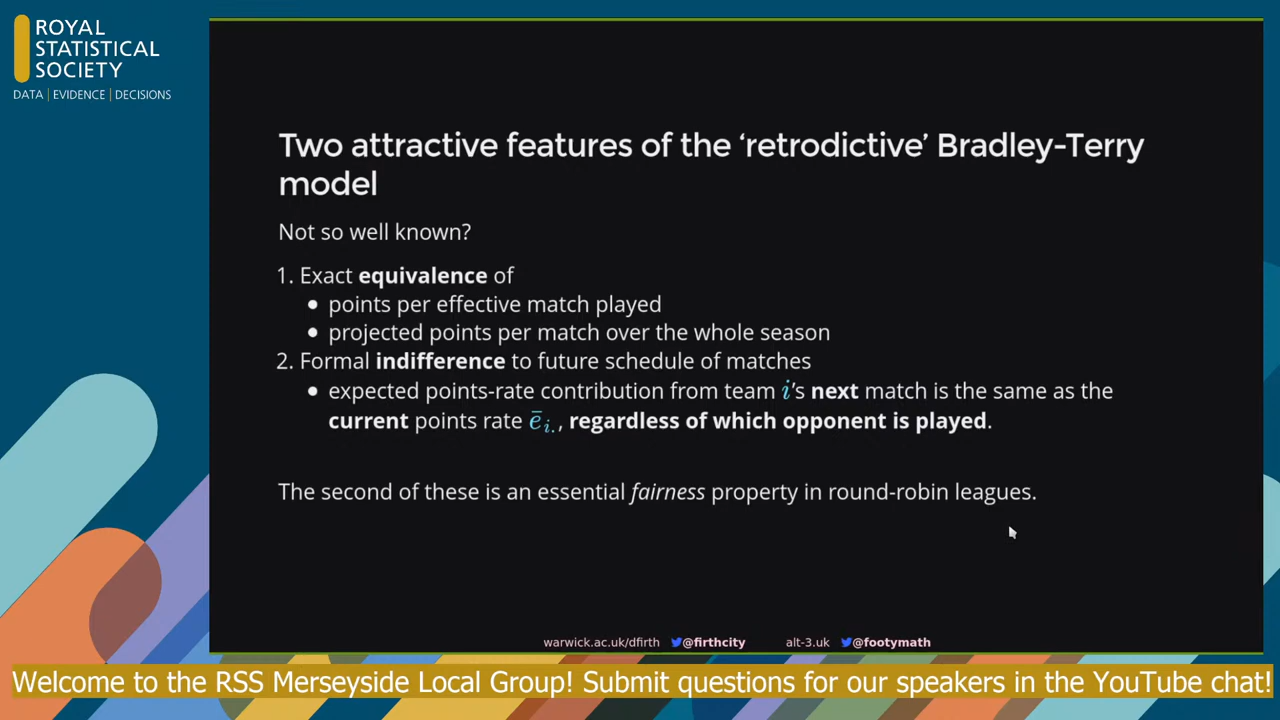 ROYAL
STATISTICAL
SOCIETY
DATA | EVIDENCE | DECISIONS
Two attractive features of the ‘retrodictive’ Bradley-Terry
model
Not so well known?
1. Exact equivalence of
• points per effective match played
• projected points per match over the whole season
2. Formal indifference to future schedule of matches
• expected points-rate contribution from team i’s next match is the same as the
current points rate ēᵢ., regardless of which opponent is played.
The second of these is an essential fairness property in round-robin leagues.
warwick.ac.uk/dfirth @firthcity alt-3.uk @footymath
Welcome to the RSS Merseyside Local Group! Submit questions for our speakers in the YouTube chat!